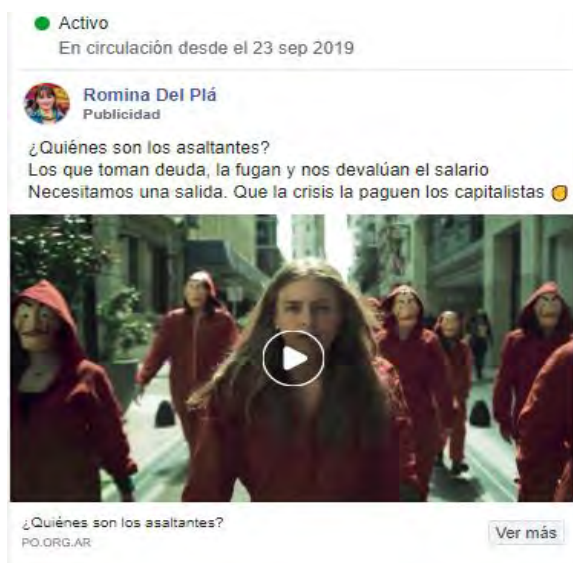 Activo
En circulación desde el 23 sep 2019
Romina Del Plá
Publicidad
¿Quiénes son los asaltantes?
Los que toman deuda, la fugan y nos devalúan el salario
Necesitamos una salida. Que la crisis la paguen los capitalistas
¿Quiénes son los asaltantes?
PO.ORG.AR
Ver más